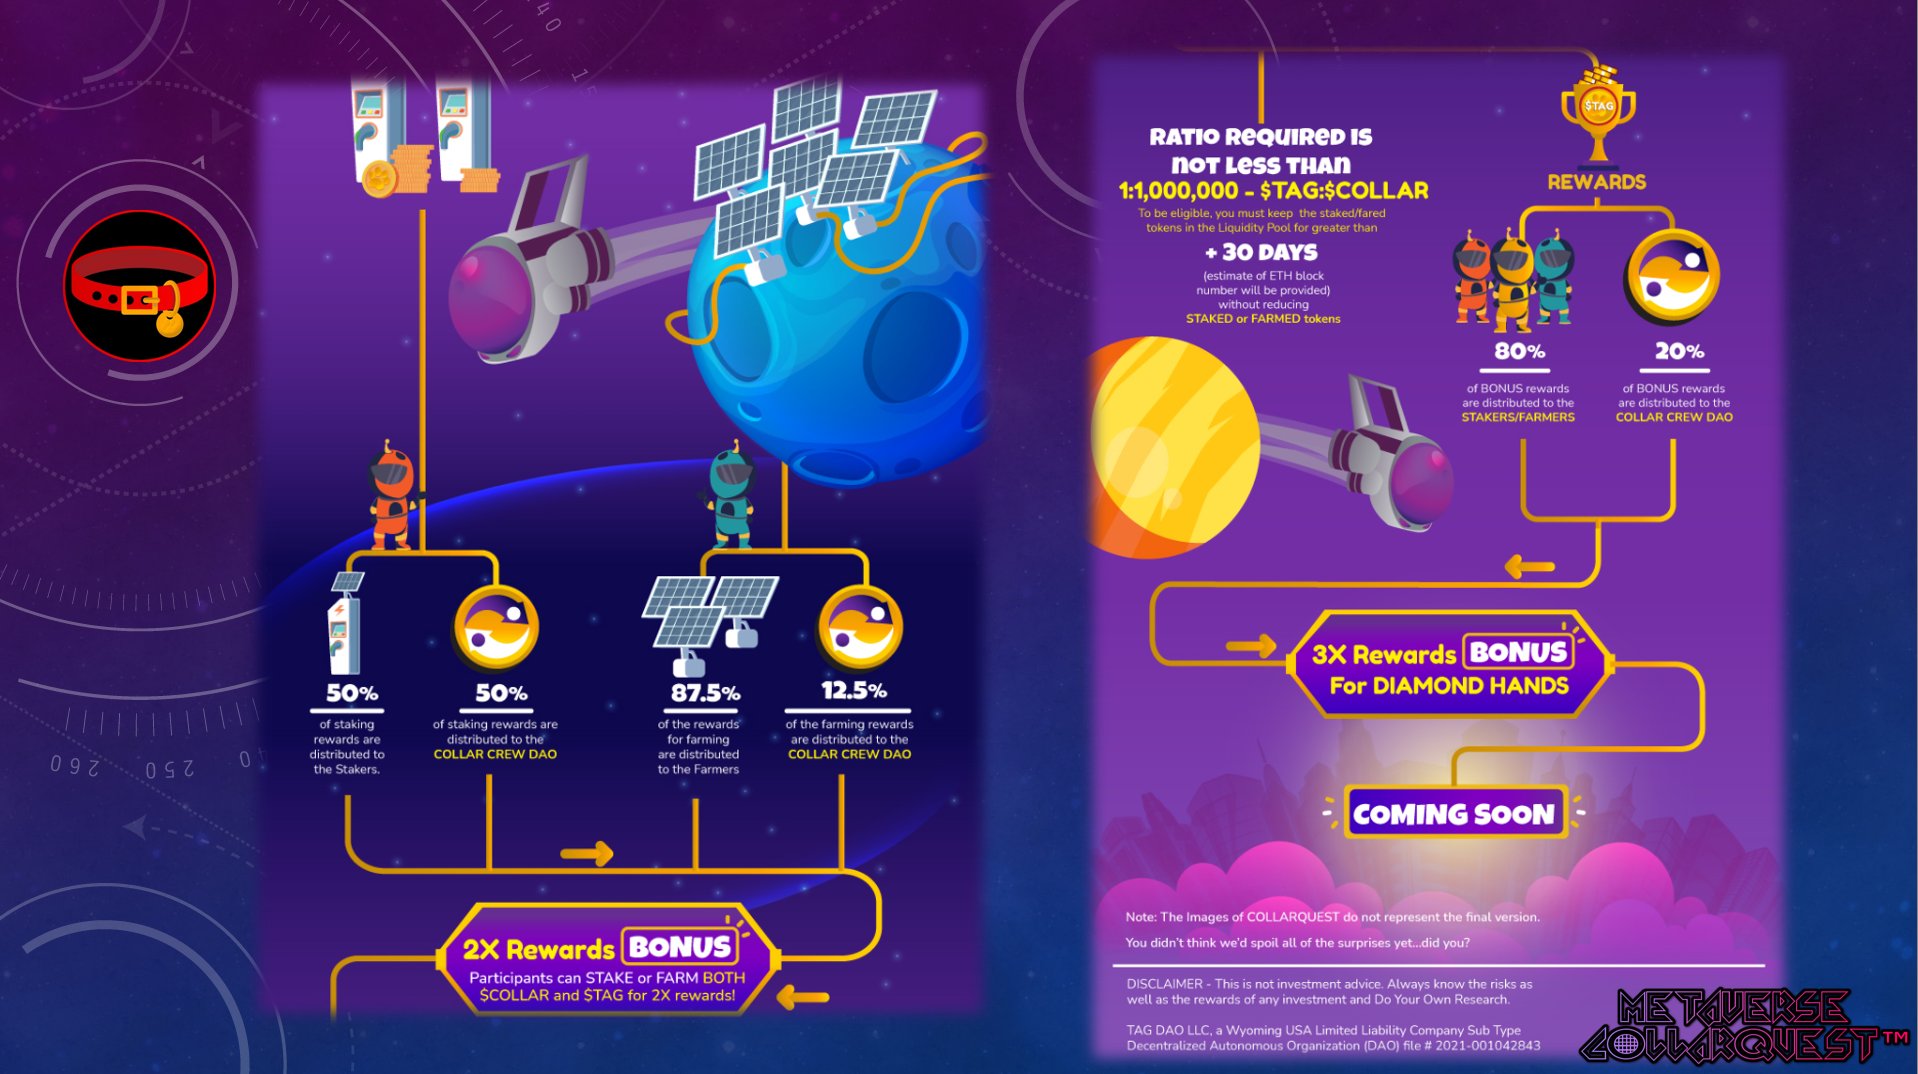 50%
of staking
rewards are
distributed to
the Stakers.
50%
of staking rewards are
distributed to the
COLLAR CREW DAO
87.5%
of the rewards
for farming
are distributed
to the Farmers
12.5%
of the farming rewards
are distributed to the
COLLAR CREW DAO
2X Rewards BONUS
Participants can STAKE or FARM BOTH
$COLLAR and $TAG for 2X rewards!
RATIO REQUIRED IS
NOT LESS THAN
1:1,000,000 - $TAG:$COLLAR
To be eligible, you must keep the staked/fared
tokens in the Liquidity Pool for greater than
+ 30 DAYS
(estimate of ETH block
number will be provided)
without reducing
STAKED or FARMED tokens
$TAG
REWARDS
80%
of BONUS rewards
are distributed to the
STAKERS/FARMERS
20%
of BONUS rewards
are distributed to the
COLLAR CREW DAO
3X Rewards BONUS
For DIAMOND HANDS
COMING SOON
Note: The Images of COLLARQUEST do not represent the final version.
You didn't think we'd spoil all of the surprises yet...did you?
DISCLAIMER - This is not investment advice. Always know the risks as
well as the rewards of any investment and Do Your Own Research.
TAG DAO LLC, a Wyoming USA Limited Liability Company Sub Type
Decentralized Autonomous Organization (DAO) file # 2021-001042843
METAVERSE
COLLARQUEST™
260
250
40